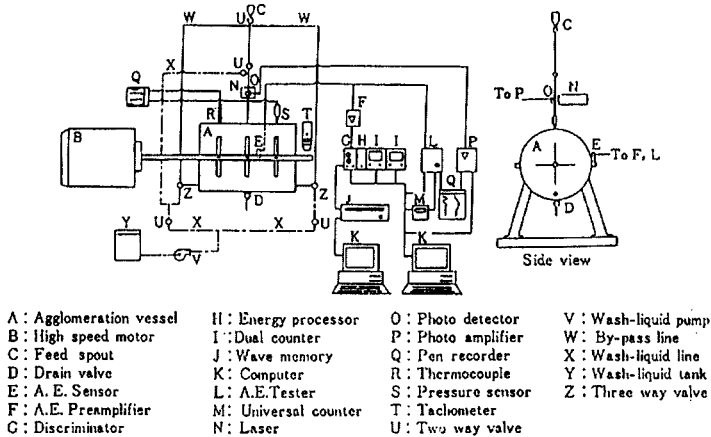 C
W U W
X U
Q N O
R S T F
A E G H I I L P
B
Z D Z J M Q
U X X U
Y V K K
C
To P O N
A E To F, L
D
Side view
A : Agglomeration vessel
B : High speed motor
C : Feed spout
D : Drain valve
E : A.E. Sensor
F : A.E. Preamplifier
G : Discriminator
H : Energy processor
I : Dual counter
J : Wave memory
K : Computer
L : A.E.Tester
M : Universal counter
N : Laser
O : Photo detector
P : Photo amplifier
Q : Pen recorder
R : Thermocouple
S : Pressure sensor
T : Tachometer
U : Two way valve
V : Wash-liquid pump
W : By-pass line
X : Wash-liquid line
Y : Wash-liquid tank
Z : Three way valve